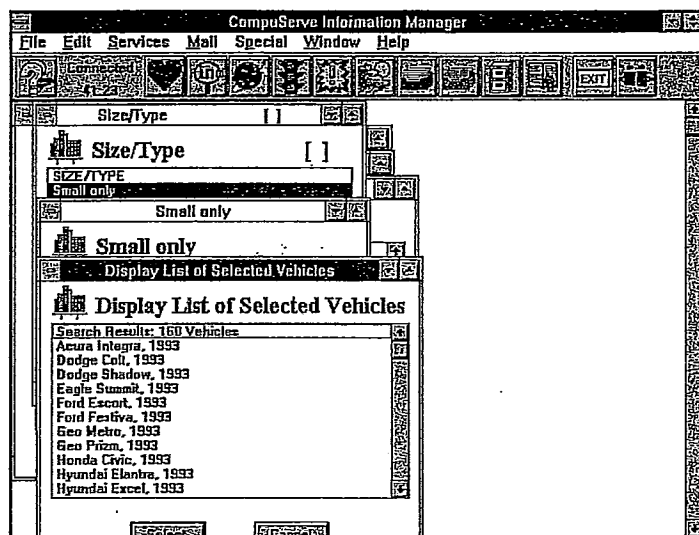 CompuServe Information Manager
File Edit Services Mail Special Window Help
EXIT
Size/Type [ ]
Size/Type [ ]
SIZE/TYPE
Small only
Small only
Small only
Display List of Selected Vehicles
Display List of Selected Vehicles
Search Results: 160 Vehicles
Acura Integra, 1993
Dodge Colt, 1993
Dodge Shadow, 1993
Eagle Summit, 1993
Ford Escort, 1993
Ford Festiva, 1993
Geo Metro, 1993
Geo Prizm, 1993
Honda Civic, 1993
Hyundai Elantra, 1993
Hyundai Excel, 1993